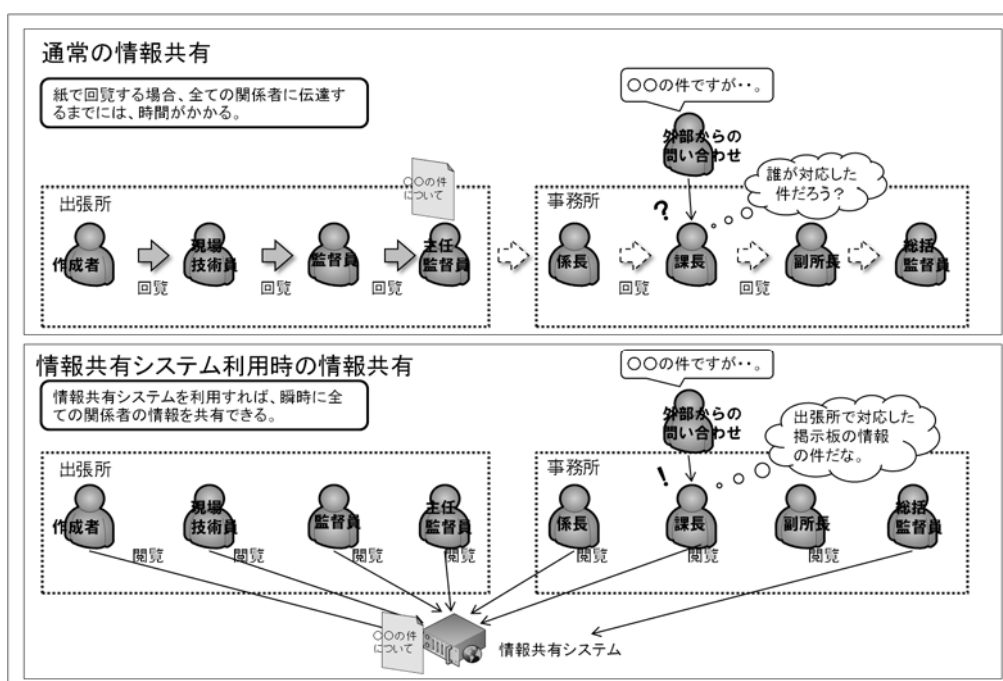 通常の情報共有
紙で回覧する場合、全ての関係者に伝達す
るまでには、時間がかかる。
〇〇の件ですが・・。
外部からの
問い合わせ
誰が対応した
件だろう？
〇〇の件
について
出張所
事務所
?
作成者
現場
技術員
監督員
主任
監督員
係長
課長
副所長
総括
監督員
回覧
回覧
回覧
回覧
回覧
情報共有システム利用時の情報共有
情報共有システムを利用すれば、瞬時に全
ての関係者の情報を共有できる。
〇〇の件ですが・・。
外部からの
問い合わせ
出張所で対応した
掲示板の情報
の件だな。
出張所
事務所
!
作成者
現場
技術員
監督員
主任
監督員
係長
課長
副所長
総括
監督員
閲覧
閲覧
閲覧
閲覧
閲覧
閲覧
閲覧
〇〇の件
について
情報共有システム